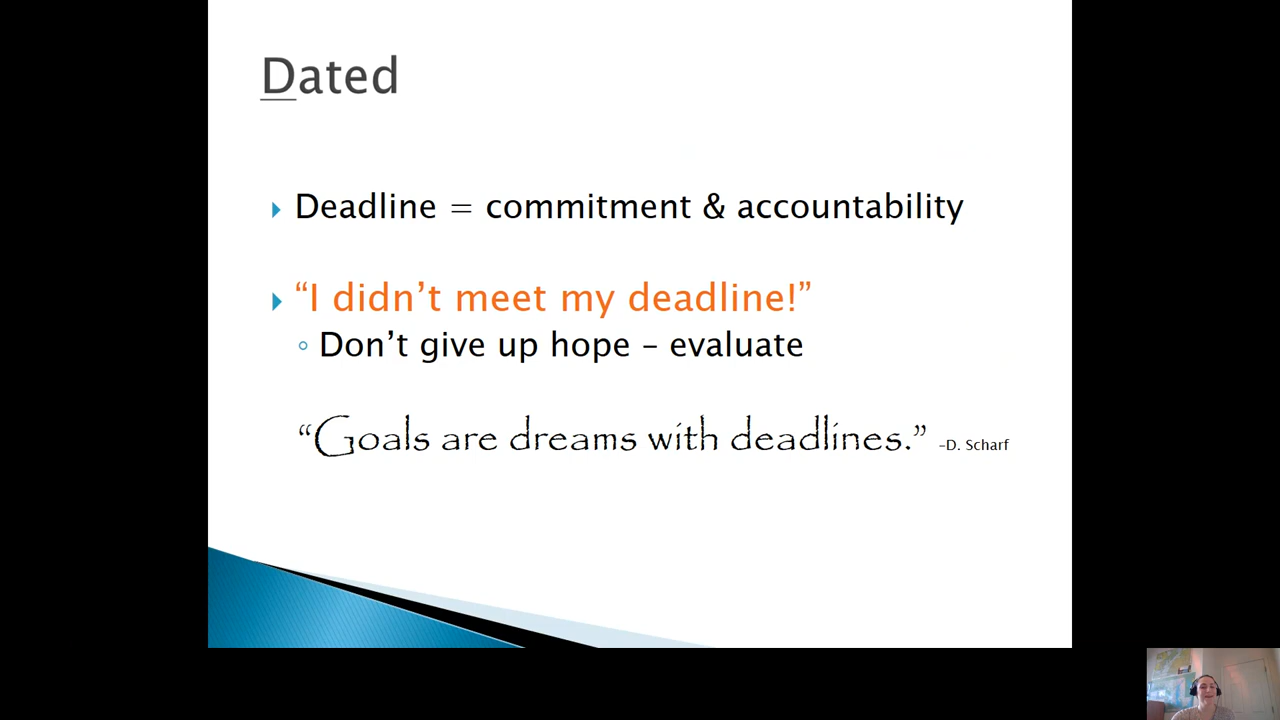 Dated
Deadline = commitment & accountability
“I didn’t meet my deadline!”
Don’t give up hope – evaluate
“Goals are dreams with deadlines.” –D. Scharf